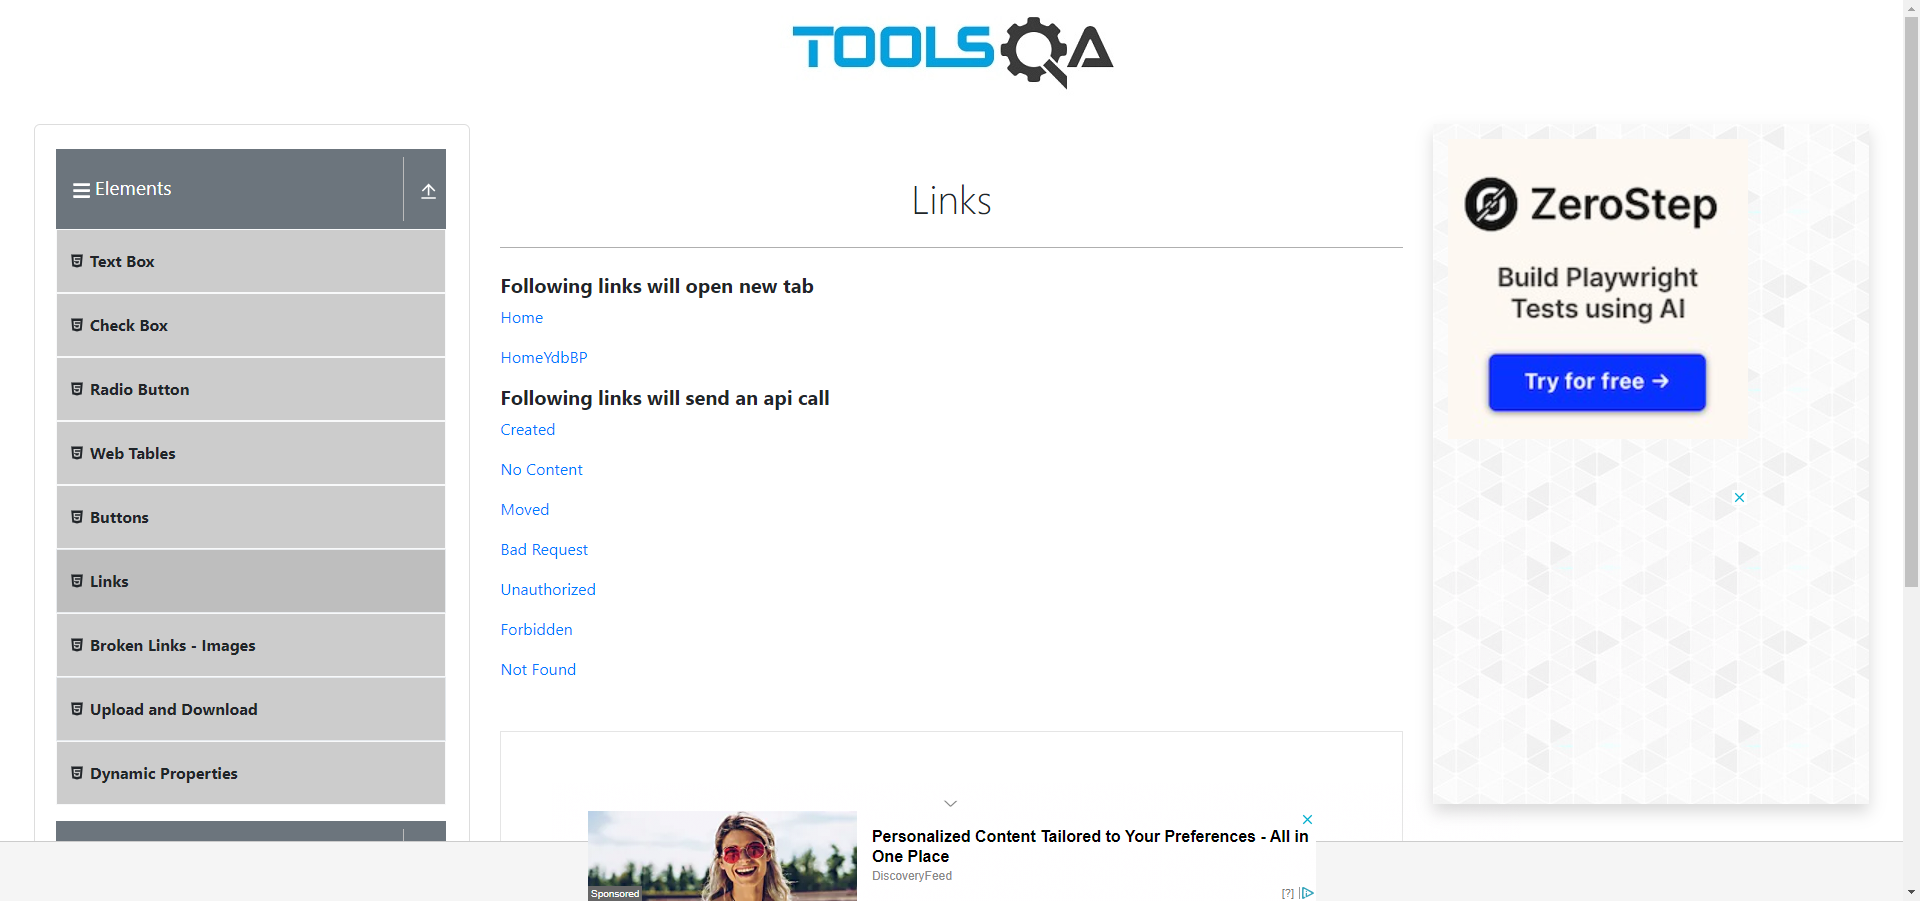 TOOLSQA
Elements
Text Box
Check Box
Radio Button
Web Tables
Buttons
Links
Broken Links - Images
Upload and Download
Dynamic Properties
Links
Following links will open new tab
Home
HomeYdbBP
Following links will send an api call
Created
No Content
Moved
Bad Request
Unauthorized
Forbidden
Not Found
ZeroStep
Build Playwright
Tests using AI
Try for free →
Sponsored
Personalized Content Tailored to Your Preferences - All in
One Place
DiscoveryFeed
[?]